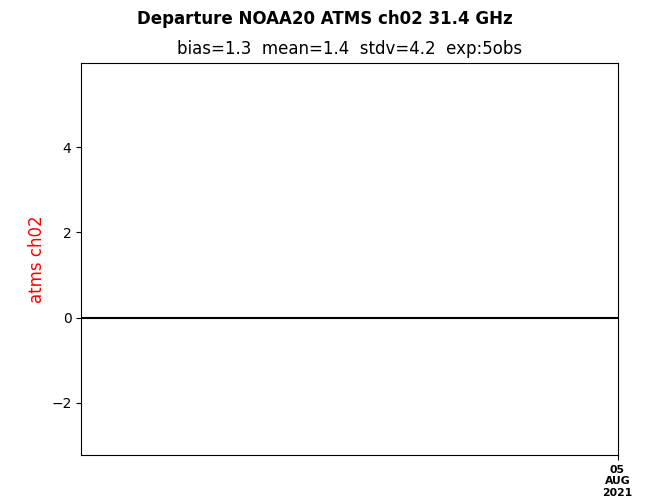 Departure NOAA20 ATMS ch02 31.4 GHz
bias=1.3  mean=1.4  stdv=4.2  exp:5obs
4
2
0
−2
atms ch02
05
AUG
2021